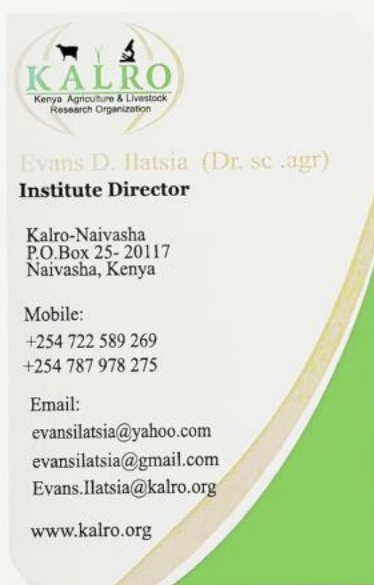 KALRO
Kenya Agriculture & Livestock
Research Organization
Evans D. Ilatsia (Dr. sc .agr)
Institute Director
Kalro-Naivasha
P.O.Box 25- 20117
Naivasha, Kenya
Mobile:
+254 722 589 269
+254 787 978 275
Email:
evansilatsia@yahoo.com
evansilatsia@gmail.com
Evans.Ilatsia@kalro.org
www.kalro.org